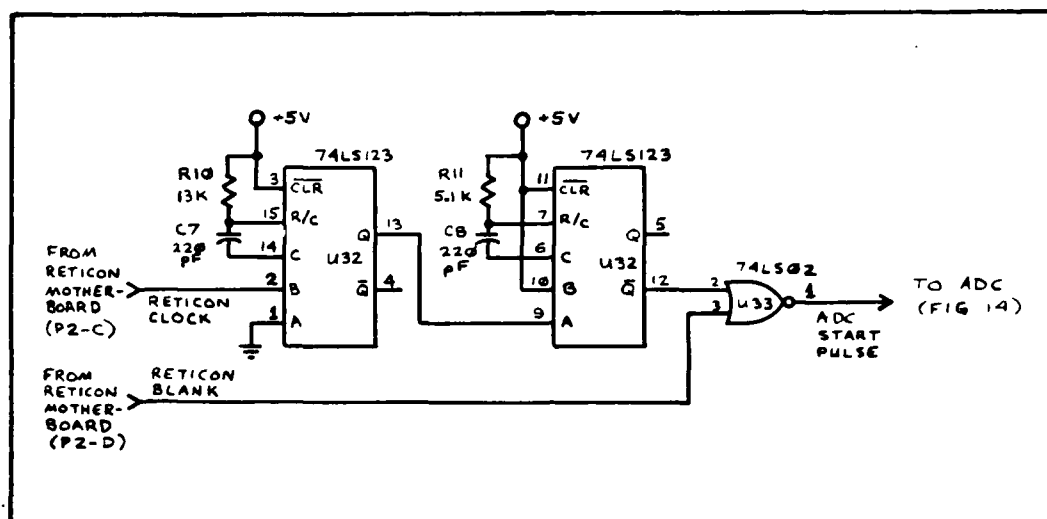 +5V
+5V
74LS123
74LS123
R10
13K
3
CLR
R11
5.1K
11
CLR
15
R/C
7
R/C
C7
220
pF
14
C
Q
13
C8
220
pF
6
C
Q
5
U32
U32
FROM
RETICON
MOTHER-
BOARD
(P2-C)
RETICON
CLOCK
2
B
Q
4
10
B
Q
12
1
A
9
A
74LS02
2
3
U33
1
ADC
START
PULSE
TO ADC
(FIG 14)
FROM
RETICON
MOTHER-
BOARD
(P2-D)
RETICON
BLANK